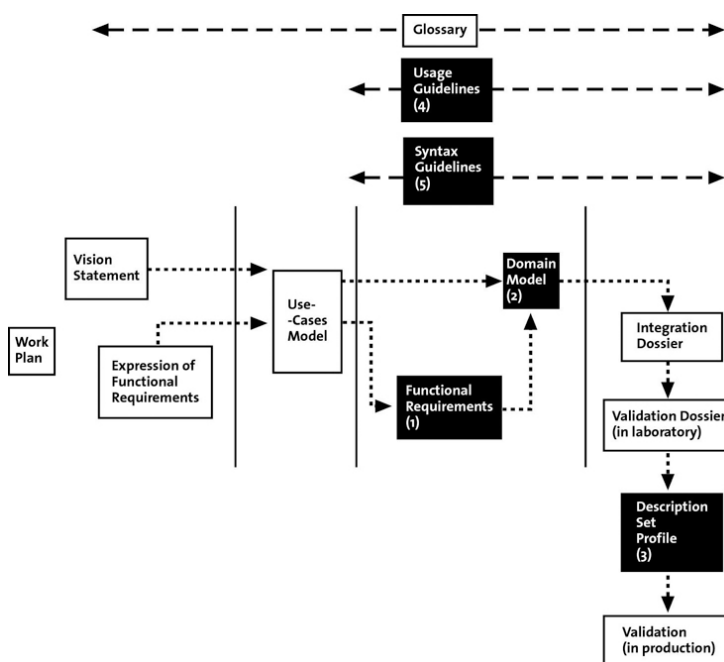 Glossary
Usage
Guidelines
(4)
Syntax
Guidelines
(5)
Vision
Statement
Domain
Model
(2)
Use-
-Cases
Model
Work
Plan
Expression of
Functional
Requirements
Functional
Requirements
(1)
Integration
Dossier
Validation Dossier
(in laboratory)
Description
Set
Profile
(3)
Validation
(in production)